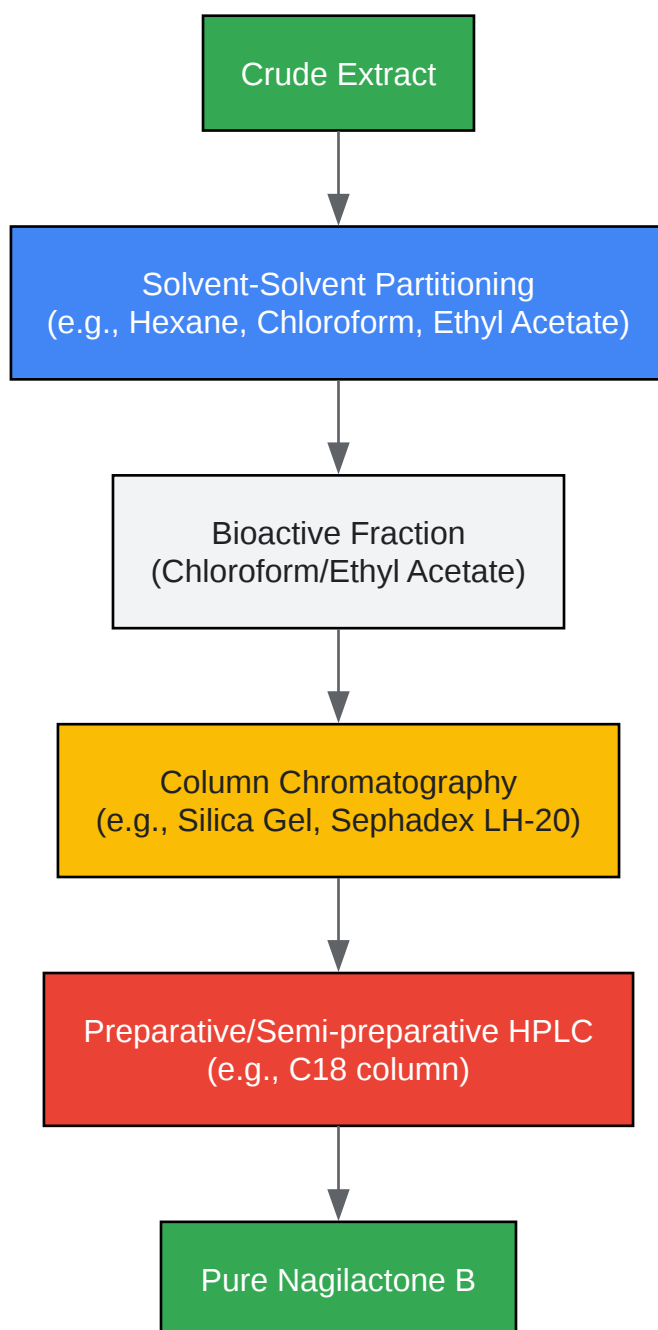 Crude Extract
Solvent-Solvent Partitioning
(e.g., Hexane, Chloroform, Ethyl Acetate)
Bioactive Fraction
(Chloroform/Ethyl Acetate)
Column Chromatography
(e.g., Silica Gel, Sephadex LH-20)
Preparative/Semi-preparative HPLC
(e.g., C18 column)
Pure Nagilactone B